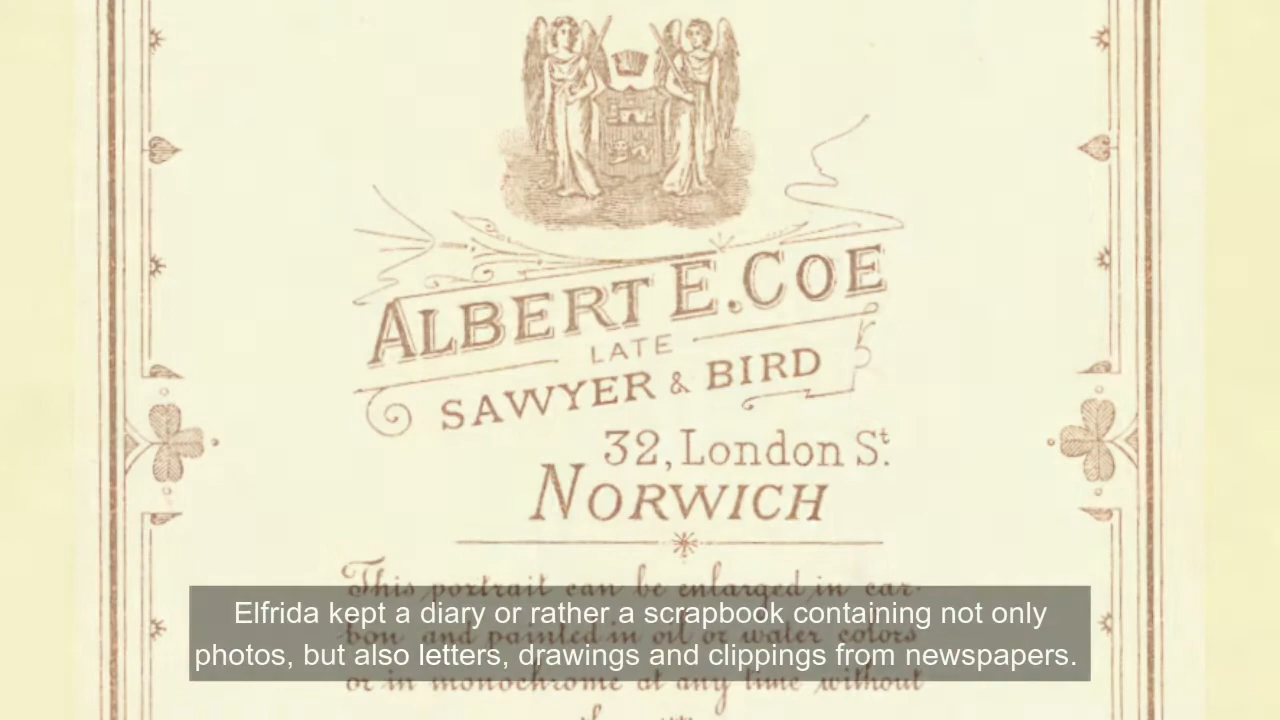 ALBERT E. COE
LATE
SAWYER & BIRD
32, London St.
NORWICH
This portrait can be enlarged in car-
bon and painted in oil or water colors
or in monochrome at any time without
Elfrida kept a diary or rather a scrapbook containing not only
photos, but also letters, drawings and clippings from newspapers.